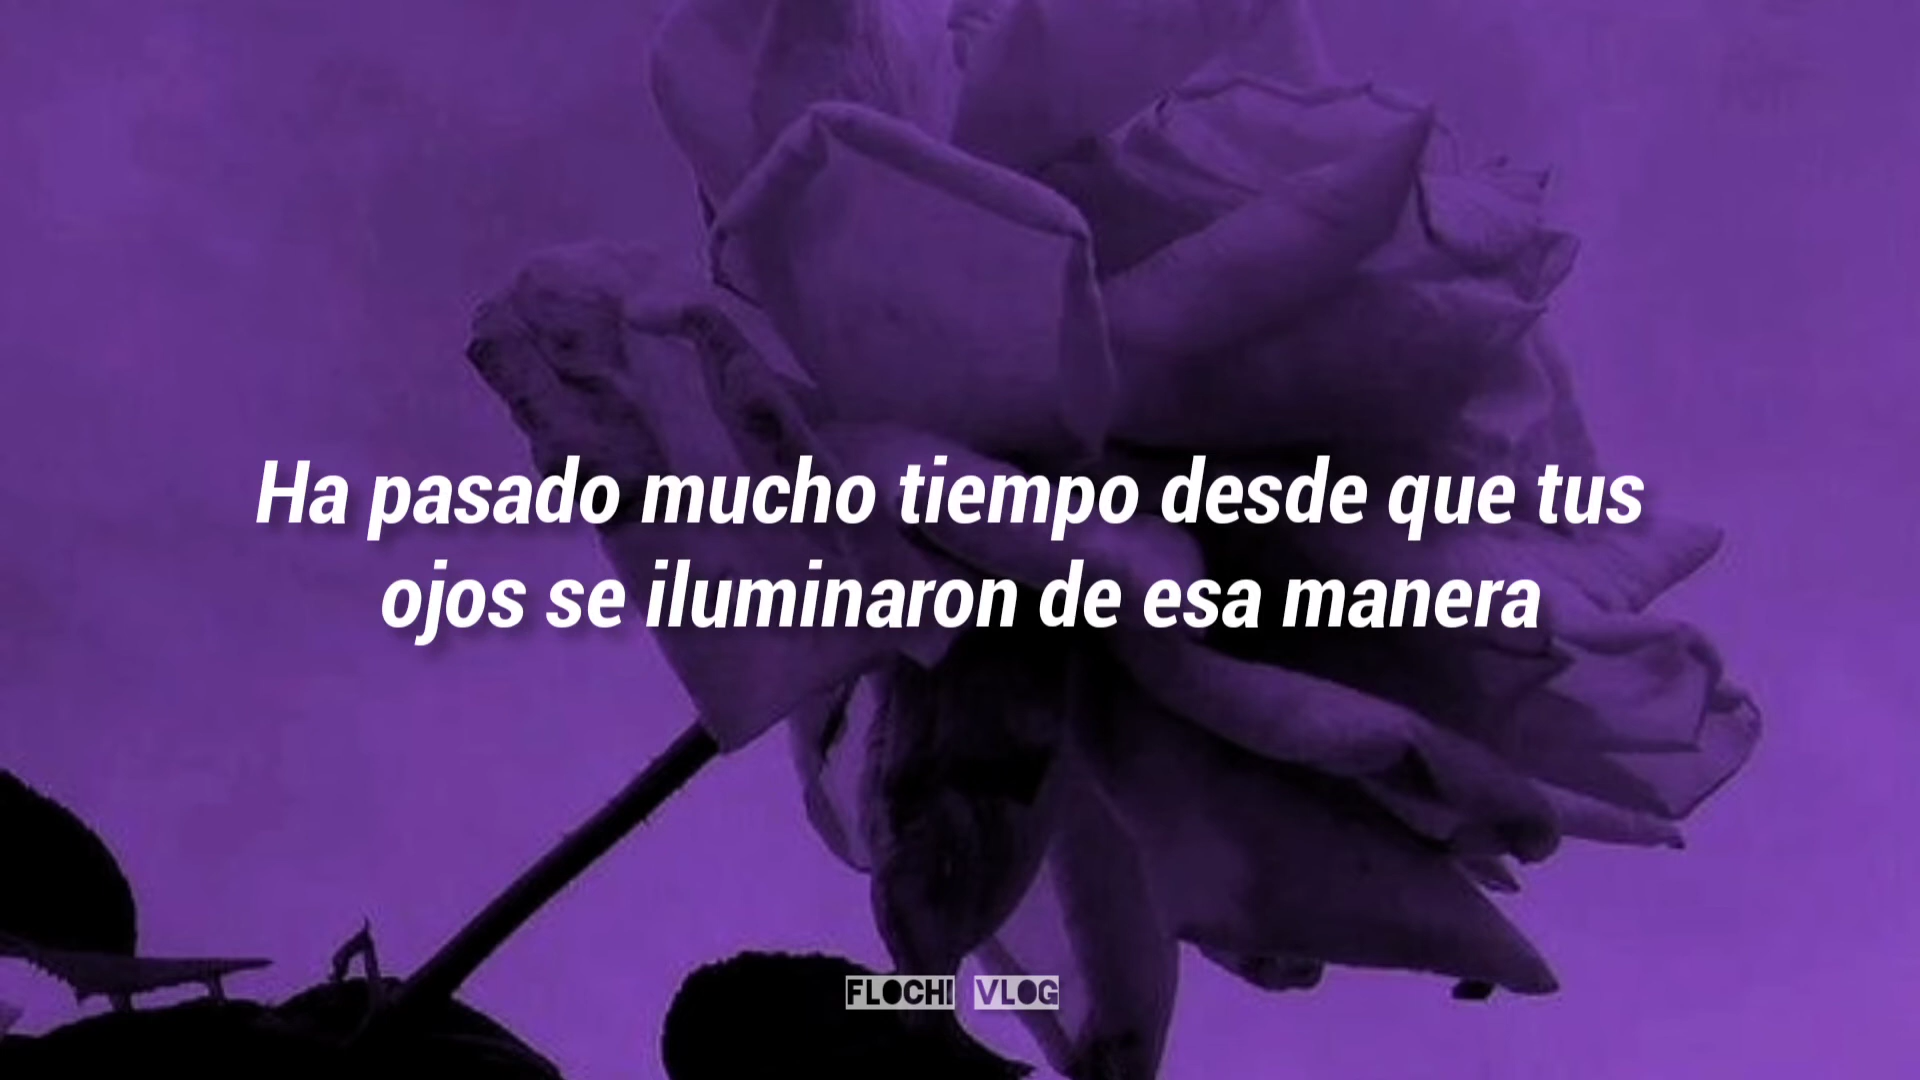 Ha pasado mucho tiempo desde que tus
ojos se iluminaron de esa manera
FLOCHI VLOG